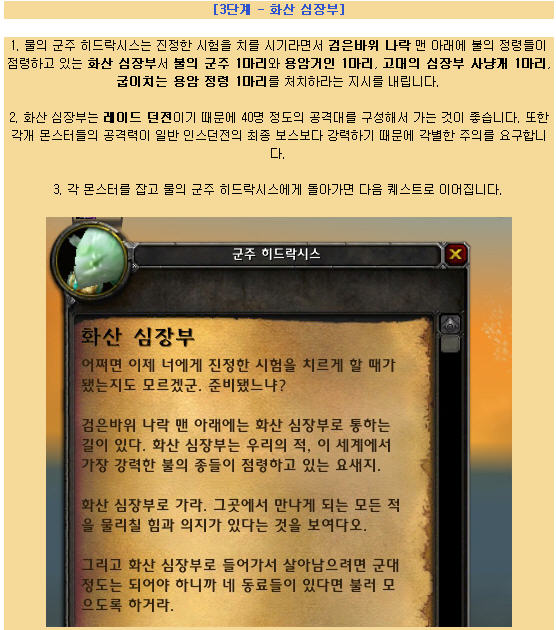 [3단계 - 화산 심장부]
1. 물의 군주 히드락시스는 진정한 시험을 치를 시기라면서 검은바위 나락 맨 아래에 불의 정령들이
점령하고 있는 화산 심장부서 불의 군주 1마리와 용암거인 1마리, 고대의 심장부 사냥개 1마리,
굽이치는 용암 정령 1마리를 처치하라는 지시를 내립니다.
2. 화산 심장부는 레이드 던전이기 때문에 40명 정도의 공격대를 구성해서 가는 것이 좋습니다. 또한
각개 몬스터들의 공격력이 일반 인스던전의 최종 보스보다 강력하기 때문에 각별한 주의를 요구합니
다.
3. 각 몬스터를 잡고 물의 군주 히드락시스에게 돌아가면 다음 퀘스트로 이어집니다.
군주 히드락시스
화산 심장부
어쩌면 이제 너에게 진정한 시험을 치르게 할 때가
됐는지도 모르겠군. 준비됐느냐?
검은바위 나락 맨 아래에는 화산 심장부로 통하는
길이 있다. 화산 심장부는 우리의 적, 이 세계에서
가장 강력한 불의 종들이 점령하고 있는 요새지.
화산 심장부로 가라. 그곳에서 만나게 되는 모든 적
을 물리칠 힘과 의지가 있다는 것을 보여다오.
그리고 화산 심장부로 들어가서 살아남으려면 군대
정도는 되어야 하니까 네 동료들이 있다면 불러 모
으도록 하거라.